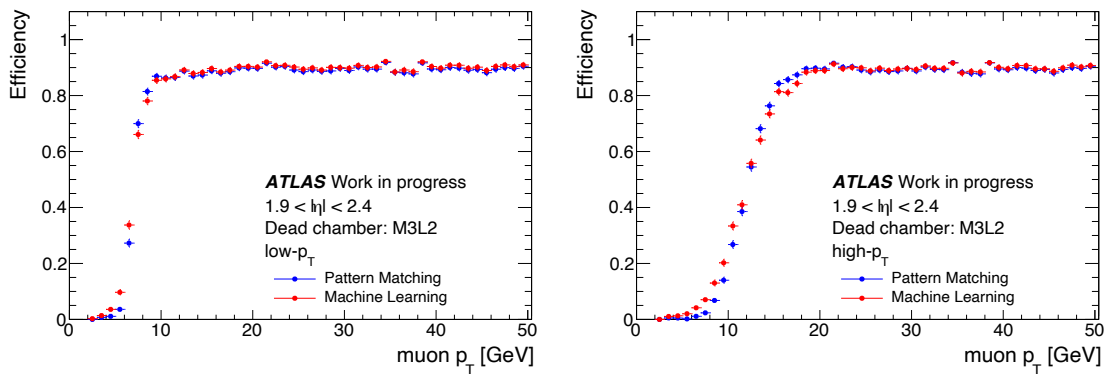 Efficiency
1
0.8
0.6
0.4
0.2
0
ATLAS Work in progress
1.9 < |η| < 2.4
Dead chamber: M3L2
low-p_T
Pattern Matching
Machine Learning
0 10 20 30 40 50
muon p_T [GeV]
Efficiency
1
0.8
0.6
0.4
0.2
0
ATLAS Work in progress
1.9 < |η| < 2.4
Dead chamber: M3L2
high-p_T
Pattern Matching
Machine Learning
0 10 20 30 40 50
muon p_T [GeV]